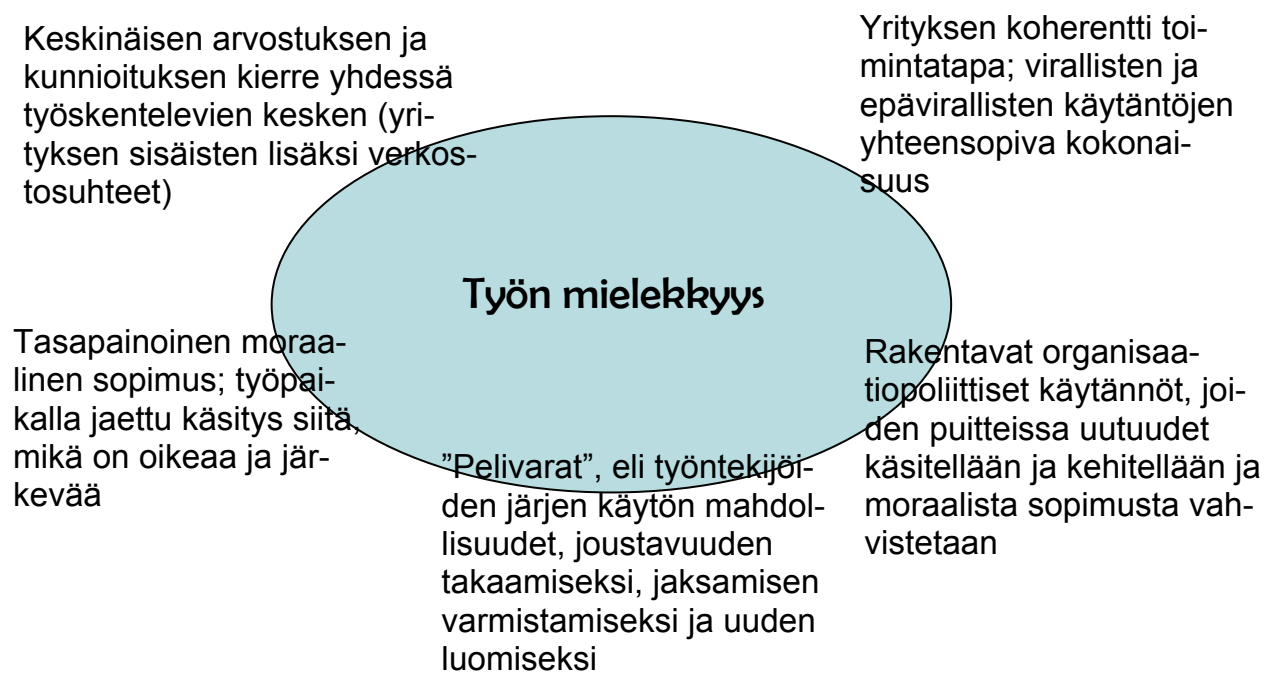 Keskinäisen arvostuksen ja
kunnioituksen kierre yhdessä
työskentelevien kesken (yri-
tyksen sisäisten lisäksi verkos-
tosuhteet)
Yrityksen koherentti toi-
mintatapa; virallisten ja
epävirallisten käytäntöjen
yhteensopiva kokonai-
suus
Työn mielekkyys
Tasapainoinen moraa-
linen sopimus; työpai-
kalla jaettu käsitys siitä,
mikä on oikeaa ja jär-
kevää
”Pelivarat”, eli työntekijöi-
den järjen käytön mahdol-
lisuudet, joustavuuden
takaamiseksi, jaksamisen
varmistamiseksi ja uuden
luomiseksi
Rakentavat organisaa-
tiopoliittiset käytännöt, joi-
den puitteissa uutuudet
käsitellään ja kehitellään ja
moraalista sopimusta vah-
vistetaan